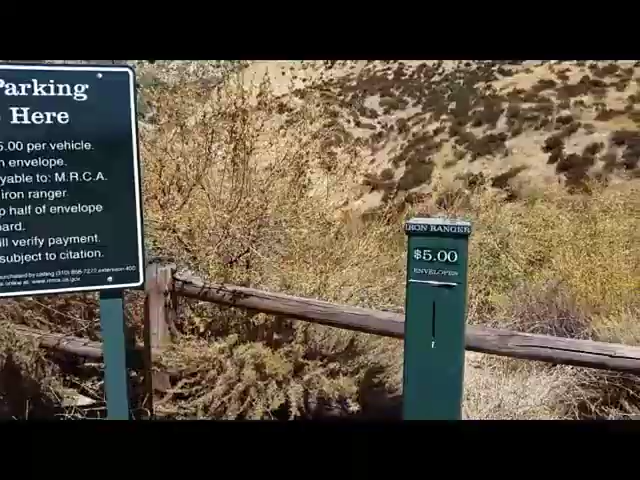 Parking
Here
5.00 per vehicle.
n envelope.
yable to: M.R.C.A.
iron ranger.
p half of envelope
ard.
ill verify payment.
subject to citation.
IRON RANGER
$5.00
ENVELOPES